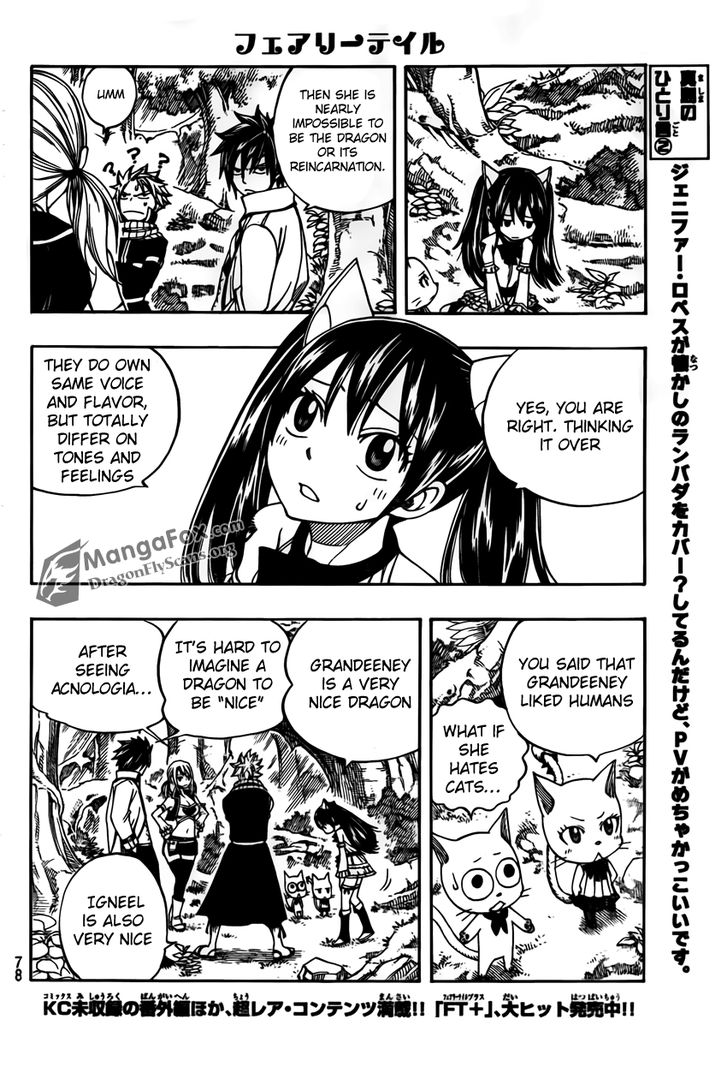 フェアリーテイル
真島のひとり言②
ジェニファー・ロペスが懐かしのランバダをカバー?してるんだけど、PVがめちゃかっこいいです。
UMM
THEN SHE IS
NEARLY
IMPOSSIBLE TO
BE THE DRAGON
OR ITS
REINCARNATION
THEY DO OWN
SAME VOICE
AND FLAVOR,
BUT TOTALLY
DIFFER ON
TONES AND
FEELINGS
YES, YOU ARE
RIGHT. THINKING
IT OVER
MangaFox.com
DragonFlyScans.org
AFTER
SEEING
ACNOLOGIA...
IT'S HARD TO
IMAGINE A
DRAGON TO
BE "NICE"
GRANDEENEY
IS A VERY
NICE DRAGON
IGNEEL
IS ALSO
VERY NICE
YOU SAID THAT
GRANDEENEY
LIKED HUMANS
WHAT IF
SHE
HATES
CATS...
78
KC未収録の番外編ほか、超レア・コンテンツ満載!!「FT+」、大ヒット発売中!!